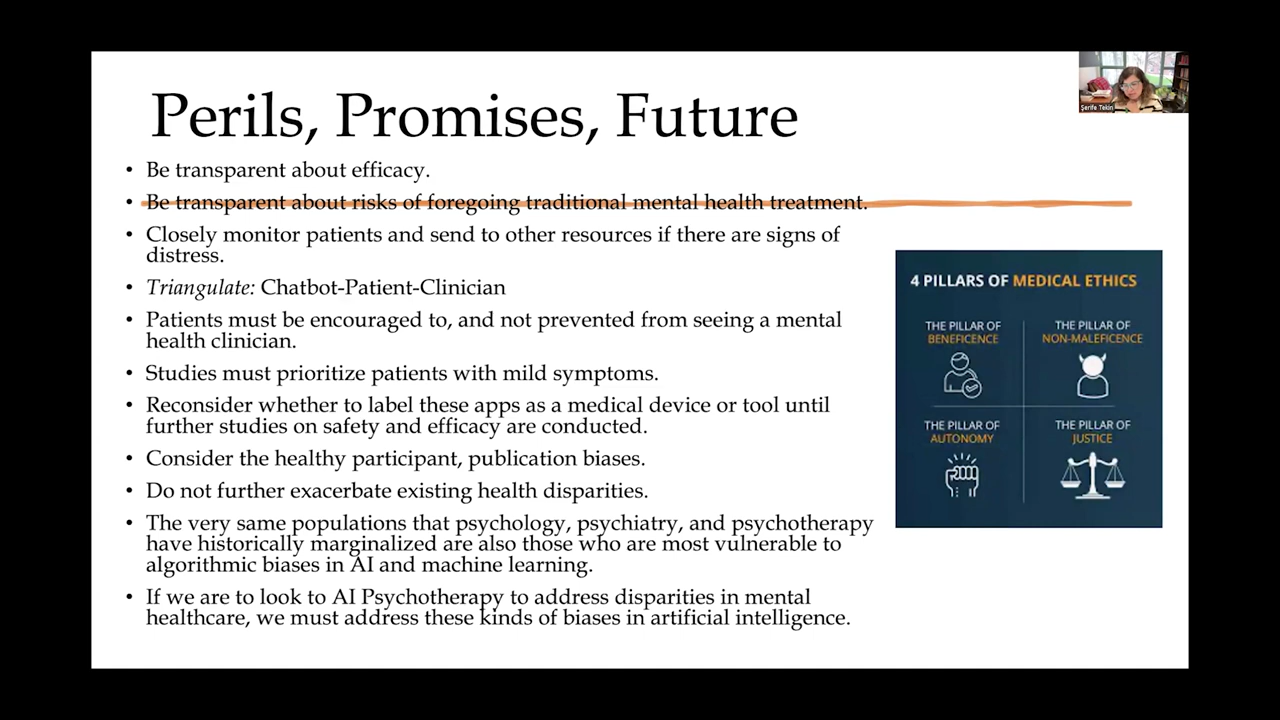 Perils, Promises, Future
Şerife Tekin
• Be transparent about efficacy.
• Be transparent about risks of foregoing traditional mental health treatment.
• Closely monitor patients and send to other resources if there are signs of
distress.
• Triangulate: Chatbot-Patient-Clinician
• Patients must be encouraged to, and not prevented from seeing a mental
health clinician.
• Studies must prioritize patients with mild symptoms.
• Reconsider whether to label these apps as a medical device or tool until
further studies on safety and efficacy are conducted.
• Consider the healthy participant, publication biases.
• Do not further exacerbate existing health disparities.
• The very same populations that psychology, psychiatry, and psychotherapy
have historically marginalized are also those who are most vulnerable to
algorithmic biases in AI and machine learning.
• If we are to look to AI Psychotherapy to address disparities in mental
healthcare, we must address these kinds of biases in artificial intelligence.
4 PILLARS OF MEDICAL ETHICS
THE PILLAR OF
BENEFICENCE
THE PILLAR OF
NON-MALEFICENCE
THE PILLAR OF
AUTONOMY
THE PILLAR OF
JUSTICE